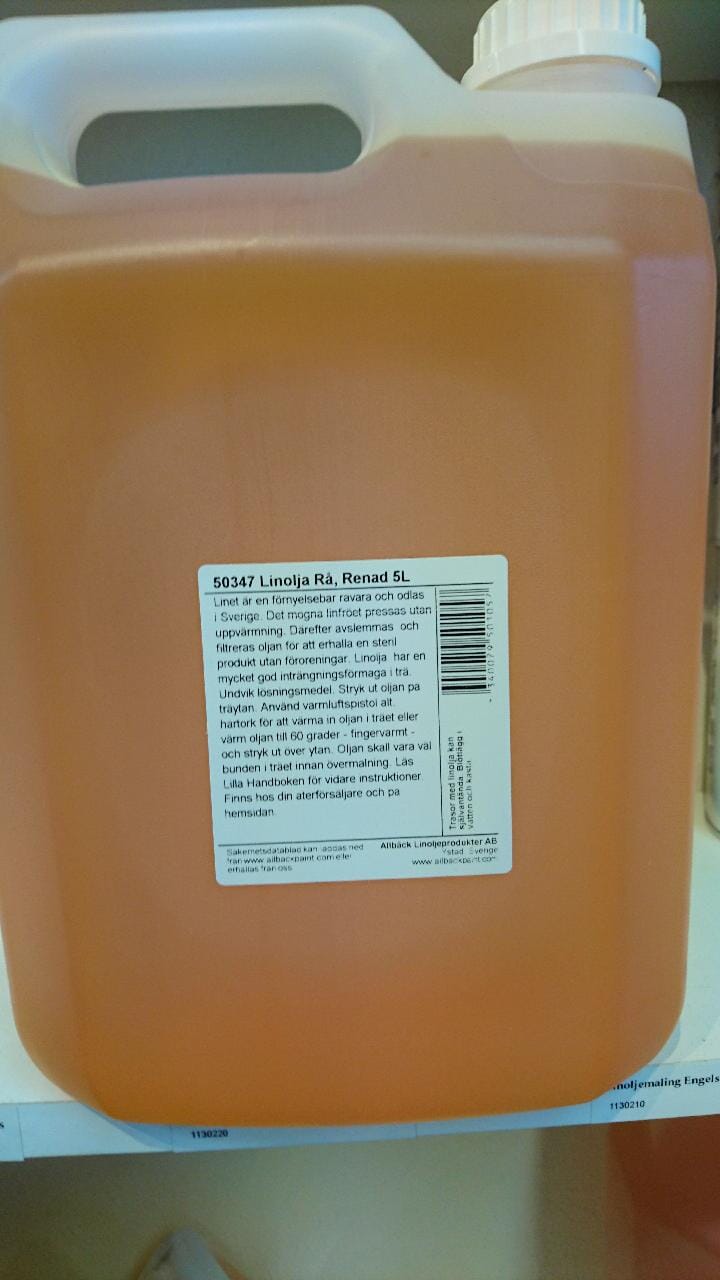 50347 Linolja Rå, Renad 5L
Linet är en förnyelsebar råvara och odlas
i Sverige. Det mogna linfröet pressas utan
uppvärmning. Därefter avslemmas och
filtreras oljan för att erhålla en steril
produkt utan föroreningar. Linolja har en
mycket god inträngningsförmåga i trä.
Undvik lösningsmedel. Stryk ut oljan på
träytan. Använd varmluftspistol alt.
hårtork för att värma in oljan i träet eller
värm oljan till 60 grader - fingervarmt -
och stryk ut över ytan. Oljan skall vara väl
bunden i träet innan övermålning. Läs
Lilla Handboken för vidare instruktioner.
Finns hos din återförsäljare och på
hemsidan.
Trasor med linolja kan
självantända. Blötlägg i
vatten och kasta.
Säkerhetsdatablad kan laddas ned
från www.allbackpaint.com eller
erhållas från oss
Allbäck Linoljeprodukter AB
Ystad Sverige
www.allbackpaint.com
1130220
noljemaling Engels
1130210